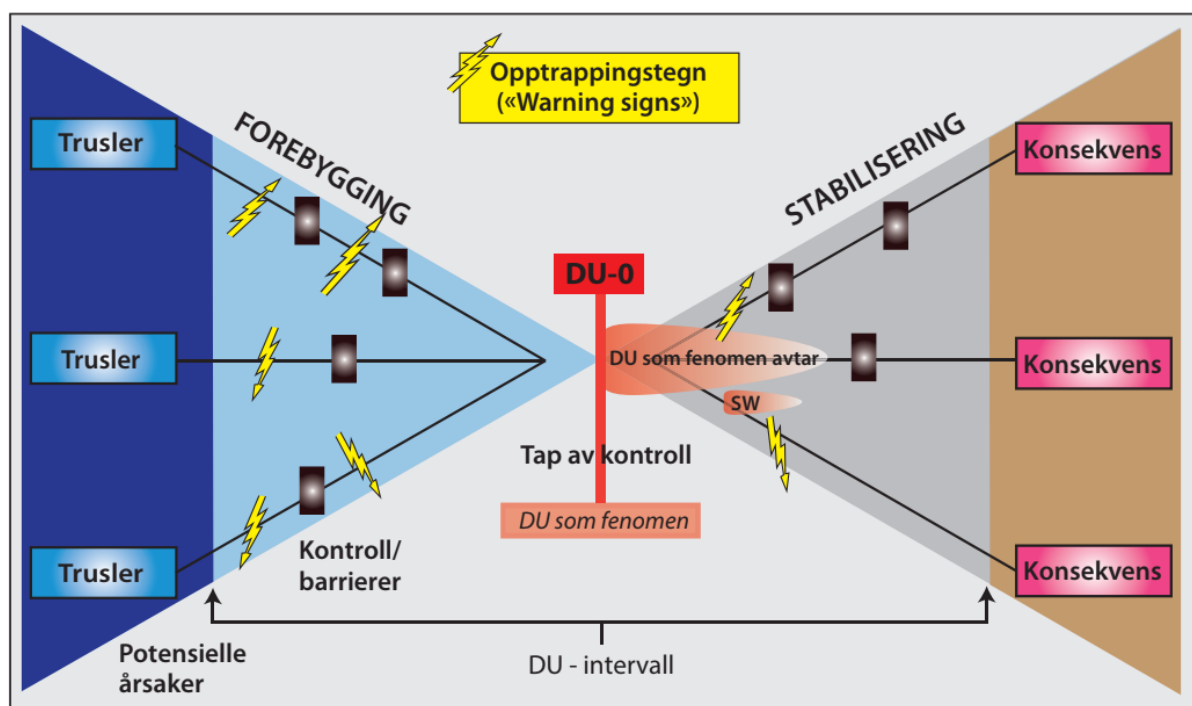 Opptrappingstegn
(«Warning signs»)
FOREBYGGING
STABILISERING
Trusler
Konsekvens
DU-0
Trusler
DU som fenomen avtar
Konsekvens
SW
Tap av kontroll
DU som fenomen
Kontroll/
barrierer
Trusler
Konsekvens
Potensielle
årsaker
DU - intervall